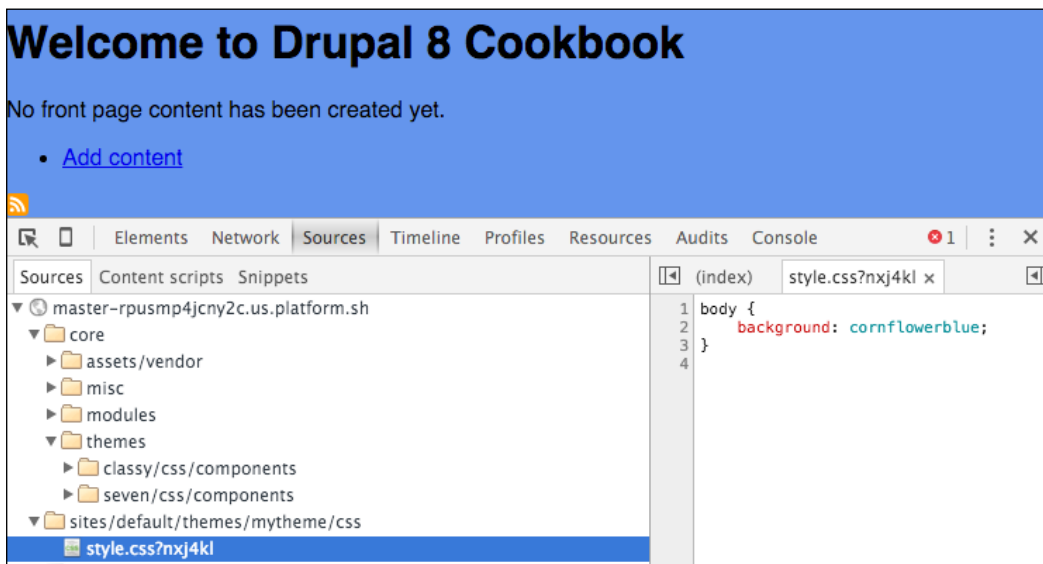 Welcome to Drupal 8 Cookbook
No front page content has been created yet.
Add content
Elements Network Sources Timeline Profiles Resources Audits Console 1
Sources Content scripts Snippets
(index) style.css?nxj4kl ×
master-rpusmp4jcny2c.us.platform.sh
core
assets/vendor
misc
modules
themes
classy/css/components
seven/css/components
sites/default/themes/mytheme/css
style.css?nxj4kl
1 body {
2 background: cornflowerblue;
3 }
4